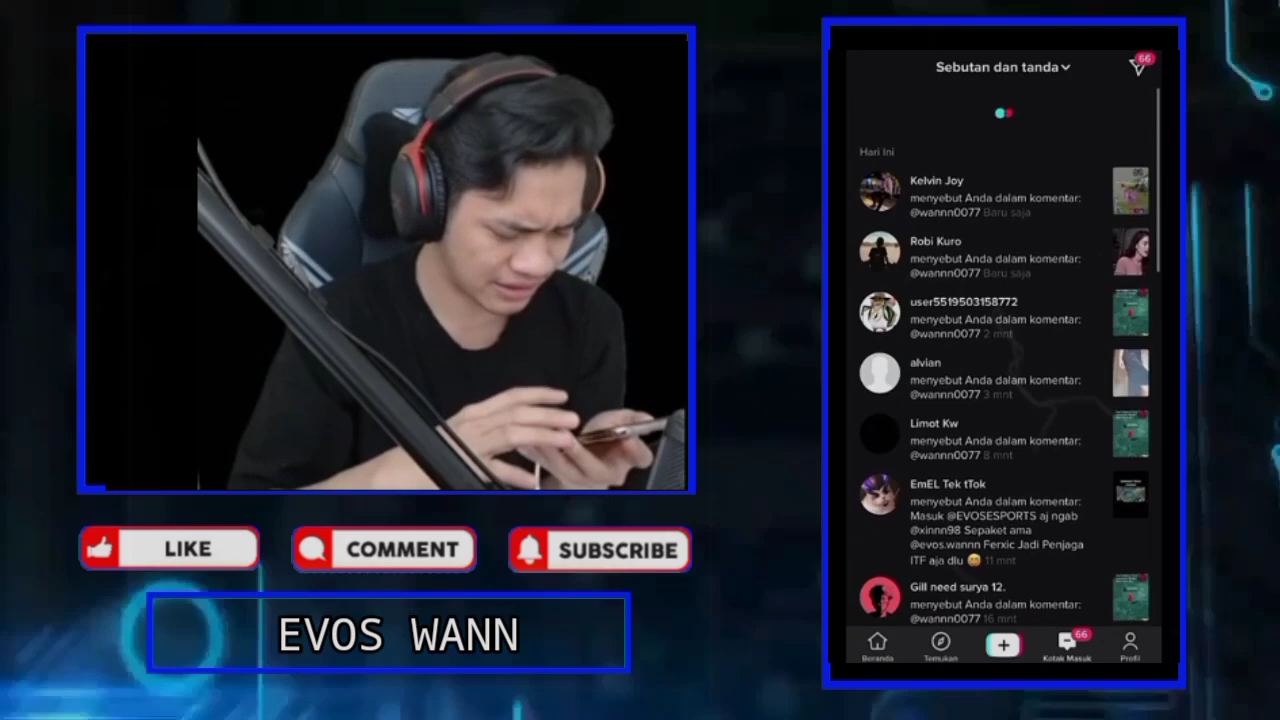 LIKE
COMMENT
SUBSCRIBE
EVOS WANN
Sebutan dan tanda
66
Hari Ini
Kelvin Joy
menyebut Anda dalam komentar:
@wannn0077 Baru saja
Robi Kuro
menyebut Anda dalam komentar:
@wannn0077 Baru saja
user5519503158772
menyebut Anda dalam komentar:
@wannn0077 2 mnt
alvian
menyebut Anda dalam komentar:
@wannn0077 3 mnt
Limot Kw
menyebut Anda dalam komentar:
@wannn0077 8 mnt
EmEL Tek tTok
menyebut Anda dalam komentar:
Masuk @EVOSESPORTS aj ngab
@xinnn98 Sepaket ama
@evos.wannn Ferxic Jadi Penjaga
ITF aja dlu 😄 11 mnt
Gill need surya 12.
menyebut Anda dalam komentar:
@wannn0077 16 mnt
66
Beranda
Temukan
Kotak Masuk
Profil